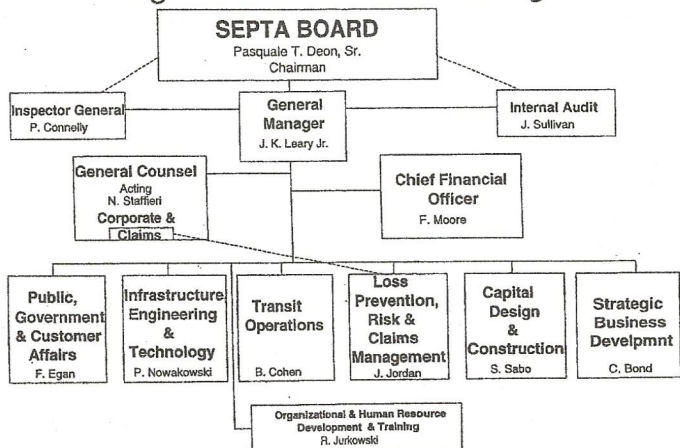 SEPTA BOARD
Pasquale T. Deon, Sr.
Chairman
Inspector General
P. Connelly
General
Manager
J. K. Leary Jr.
Internal Audit
J. Sullivan
General Counsel
Acting
N. Staffieri
Corporate &
Claims
Chief Financial
Officer
F. Moore
Public,
Government
& Customer
Affairs
F. Egan
Infrastructure
Engineering
&
Technology
P. Nowakowski
Transit
Operations
B. Cohen
Loss
Prevention,
Risk &
Claims
Management
J. Jordan
Capital
Design
&
Construction
S. Sabo
Strategic
Business
Develpmnt
C. Bond
Organizational & Human Resource
Development & Training
R. Jurkowski